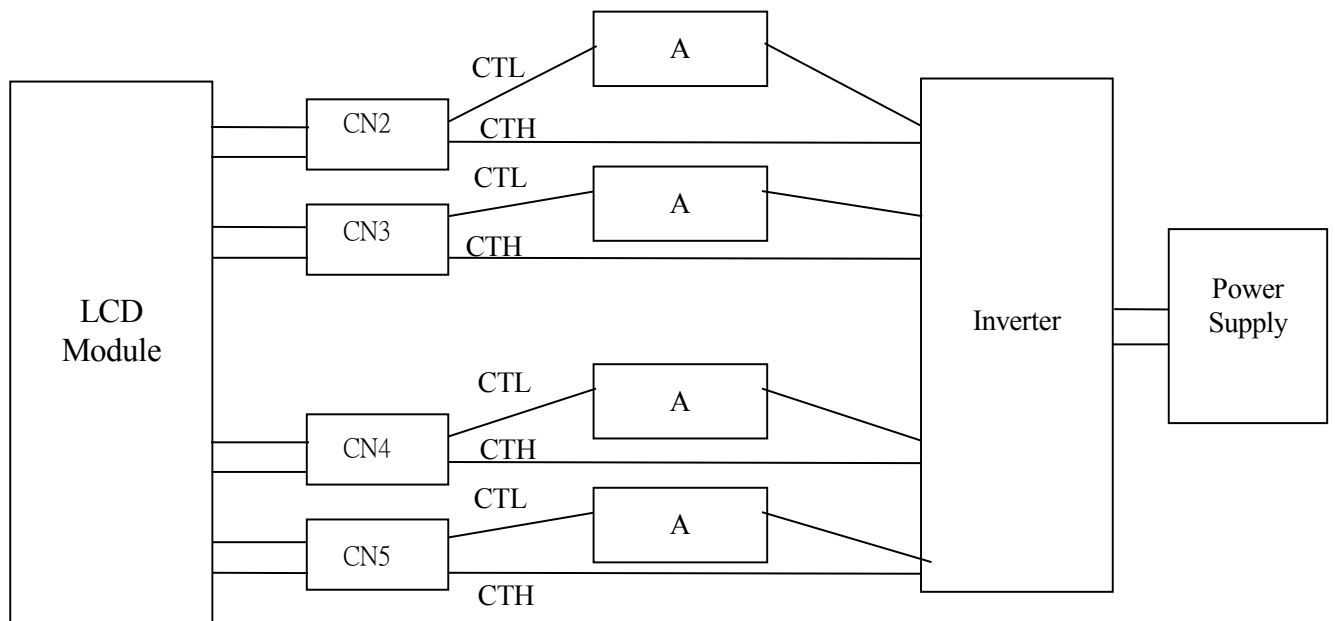 A
CTL
CN2
CTH
CTL
A
CN3
CTH
LCD
Module
Inverter
Power
Supply
CTL
A
CN4
CTH
CTL
A
CN5
CTH